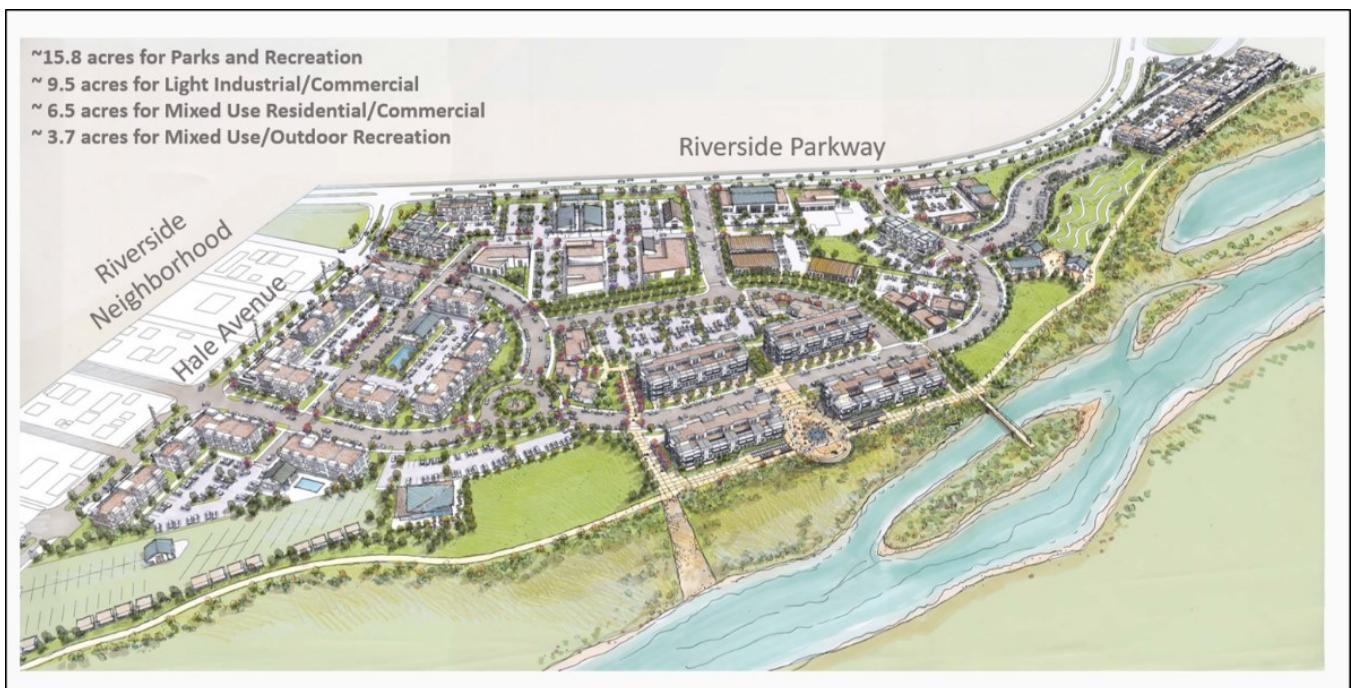 ~15.8 acres for Parks and Recreation
~ 9.5 acres for Light Industrial/Commercial
~ 6.5 acres for Mixed Use Residential/Commercial
~ 3.7 acres for Mixed Use/Outdoor Recreation
Riverside Parkway
Riverside
Neighborhood
Hale Avenue